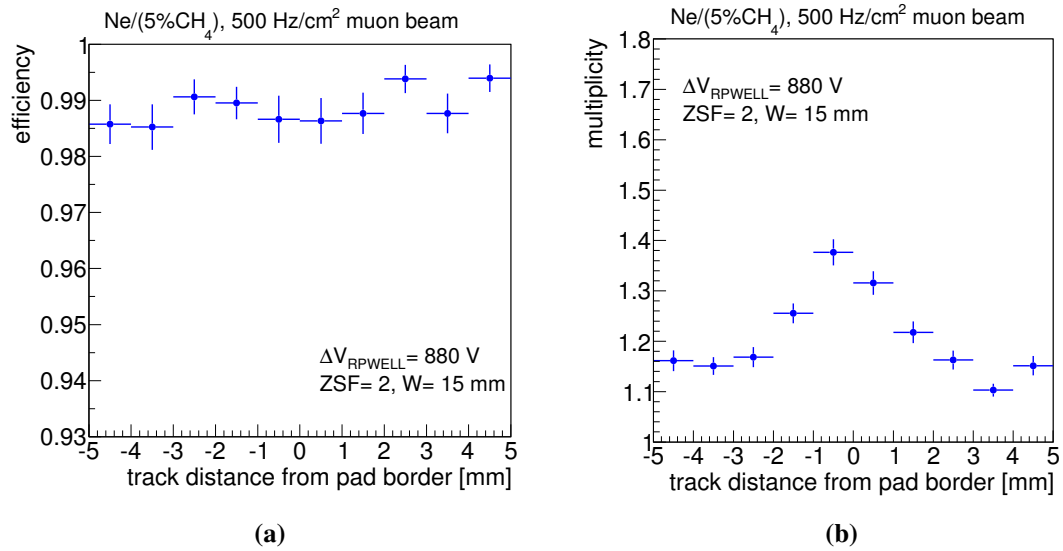 Ne/(5%CH₄), 500 Hz/cm² muon beam
efficiency
1
0.99
0.98
0.97
0.96
0.95
0.94
0.93
ΔV_RPWELL= 880 V
ZSF= 2, W= 15 mm
-5 -4 -3 -2 -1 0 1 2 3 4 5
track distance from pad border [mm]
(a)
Ne/(5%CH₄), 500 Hz/cm² muon beam
multiplicity
1.8
1.7
1.6
1.5
1.4
1.3
1.2
1.1
1
ΔV_RPWELL= 880 V
ZSF= 2, W= 15 mm
-5 -4 -3 -2 -1 0 1 2 3 4 5
track distance from pad border [mm]
(b)